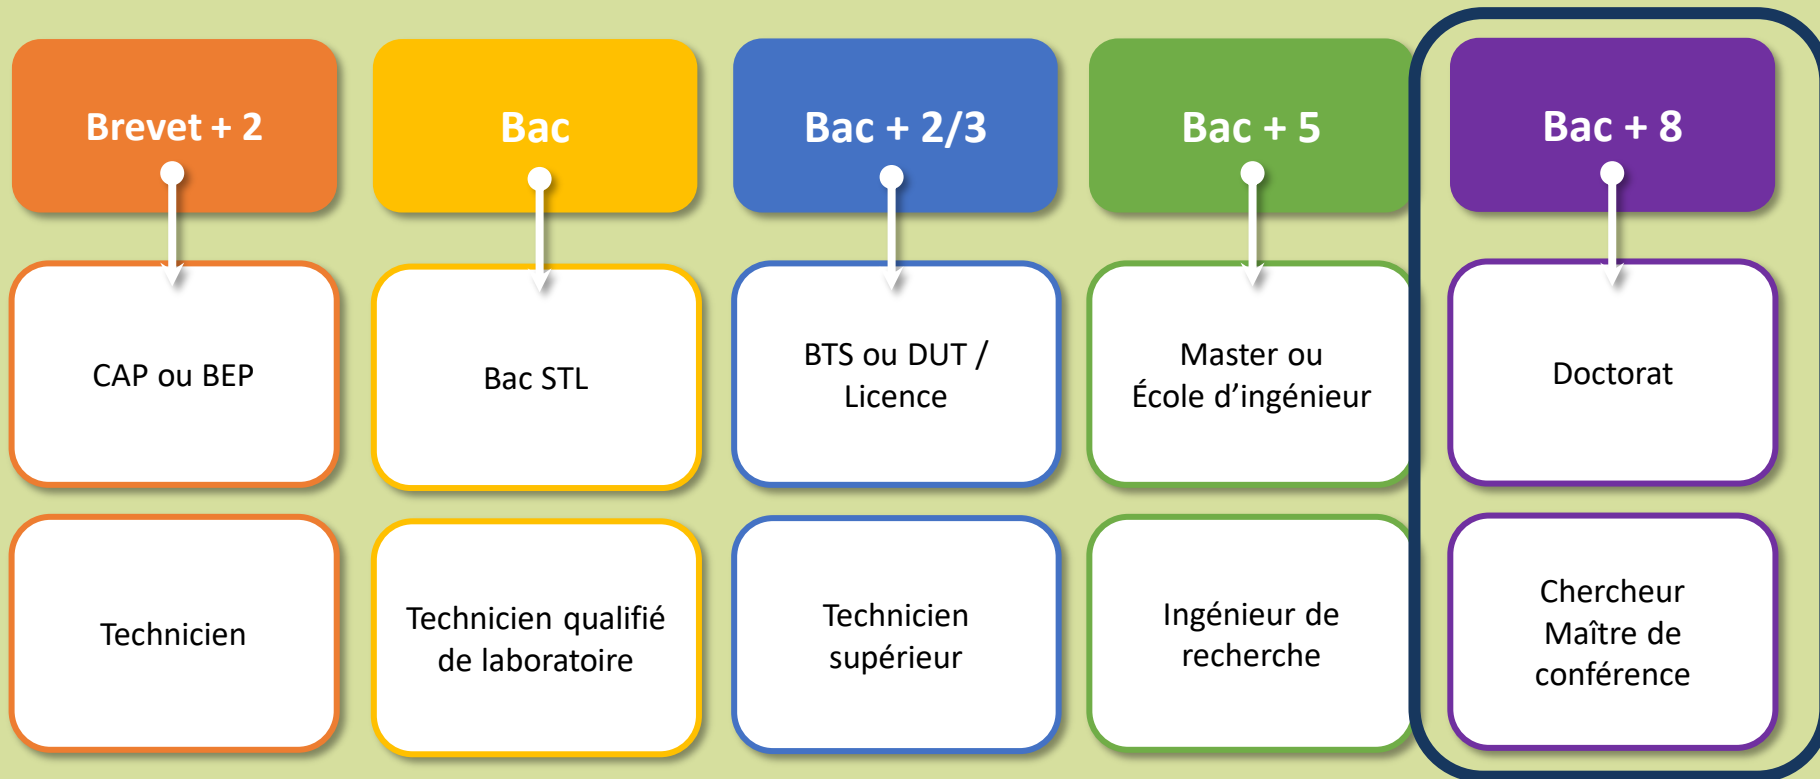 Brevet + 2
Bac
Bac + 2/3
Bac + 5
Bac + 8
CAP ou BEP
Bac STL
BTS ou DUT /
Licence
Master ou
École d’ingénieur
Doctorat
Technicien
Technicien qualifié
de laboratoire
Technicien
supérieur
Ingénieur de
recherche
Chercheur
Maître de
conférence